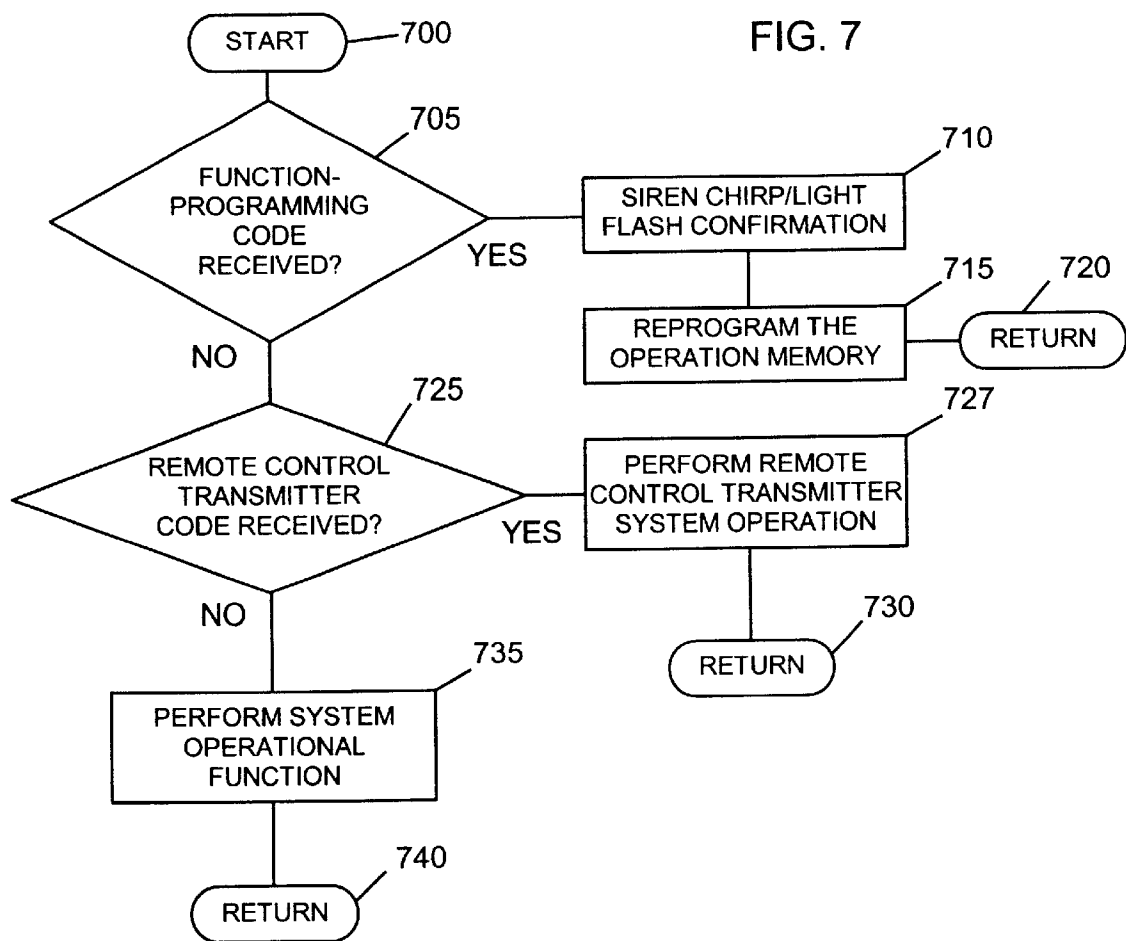 FIG. 7
START
700
705
FUNCTION-
PROGRAMMING
CODE
RECEIVED?
YES
NO
710
SIREN CHIRP/LIGHT
FLASH CONFIRMATION
715
REPROGRAM THE
OPERATION MEMORY
720
RETURN
725
REMOTE CONTROL
TRANSMITTER
CODE RECEIVED?
YES
NO
727
PERFORM REMOTE
CONTROL TRANSMITTER
SYSTEM OPERATION
730
RETURN
735
PERFORM SYSTEM
OPERATIONAL
FUNCTION
740
RETURN